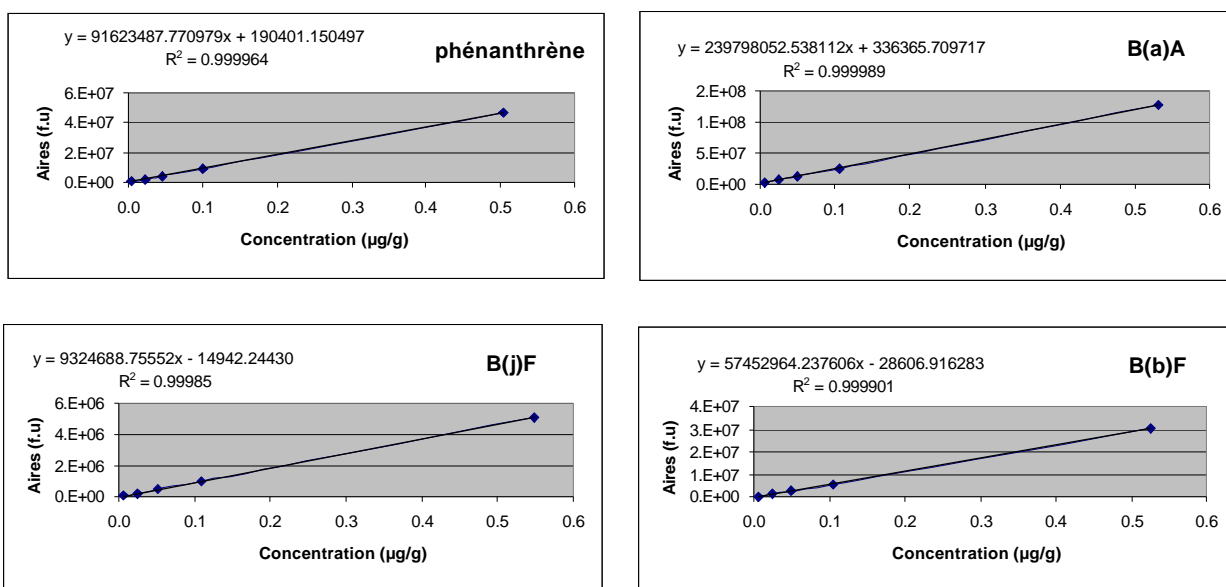 y = 91623487.770979x + 190401.150497
R² = 0.999964
phénanthrène
6.E+07
4.E+07
2.E+07
0.E+00
Aires (f.u)
0.0 0.1 0.2 0.3 0.4 0.5 0.6
Concentration (µg/g)
y = 239798052.538112x + 336365.709717
R² = 0.999989
B(a)A
2.E+08
1.E+08
5.E+07
0.E+00
Aires (f.u)
0.0 0.1 0.2 0.3 0.4 0.5 0.6
Concentration (µg/g)
y = 9324688.75552x - 14942.24430
R² = 0.99985
B(j)F
6.E+06
4.E+06
2.E+06
0.E+00
Aires (f.u)
0.0 0.1 0.2 0.3 0.4 0.5 0.6
Concentration (µg/g)
y = 57452964.237606x - 28606.916283
R² = 0.999901
B(b)F
4.E+07
3.E+07
2.E+07
1.E+07
0.E+00
Aires (f.u)
0.0 0.1 0.2 0.3 0.4 0.5 0.6
Concentration (µg/g)